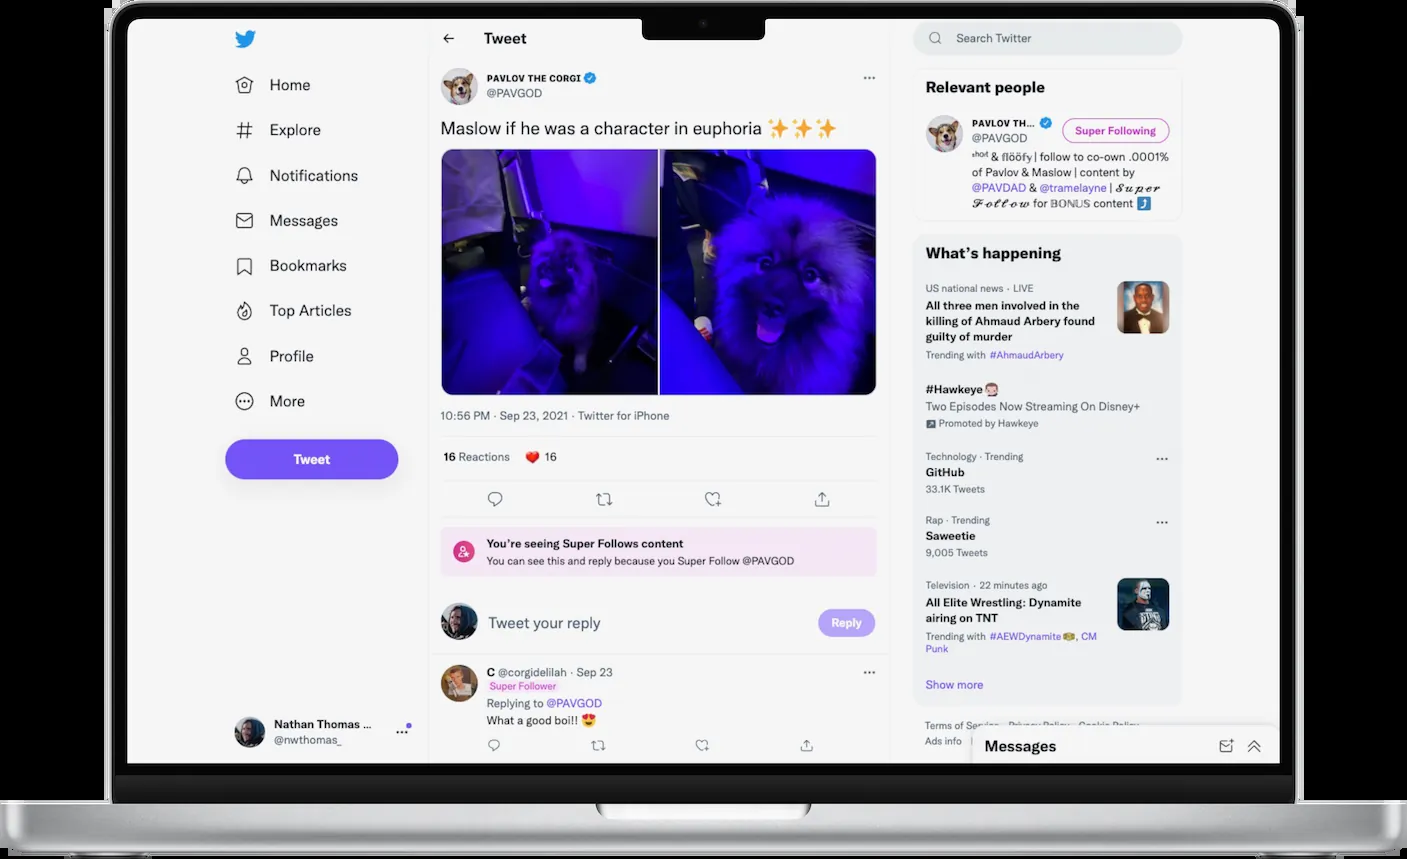 Home
Explore
Notifications
Messages
Bookmarks
Top Articles
Profile
More
Tweet
Nathan Thomas ...
@nwthomas_
Tweet
PAVLOV THE CORGI
@PAVGOD
Maslow if he was a character in euphoria ✨✨✨
10:56 PM · Sep 23, 2021 · Twitter for iPhone
16 Reactions ❤️ 16
You're seeing Super Follows content
You can see this and reply because you Super Follow @PAVGOD
Tweet your reply
Reply
C @corgidelilah · Sep 23
Super Follower
Replying to @PAVGOD
What a good boi!! 😍
Search Twitter
Relevant people
PAVLOV TH...
@PAVGOD
Super Following
ˢʰᵒʳᵗ & flööfy | follow to co-own .0001%
of Pavlov & Maslow | content by
@PAVDAD & @tramelayne | 𝓢𝓾𝓹𝓮𝓻
𝓕𝓸𝓵𝓵𝓸𝔀 for 𝔹𝕆ℕ𝕌𝕊 content ⤴️
What's happening
US national news · LIVE
All three men involved in the
killing of Ahmaud Arbery found
guilty of murder
Trending with #AhmaudArbery
#Hawkeye
Two Episodes Now Streaming On Disney+
Promoted by Hawkeye
Technology · Trending
GitHub
33.1K Tweets
Rap · Trending
Saweetie
9,005 Tweets
Television · 22 minutes ago
All Elite Wrestling: Dynamite
airing on TNT
Trending with #AEWDynamite, CM
Punk
Show more
Terms of Service Privacy Policy Cookie Policy
Ads info
Messages